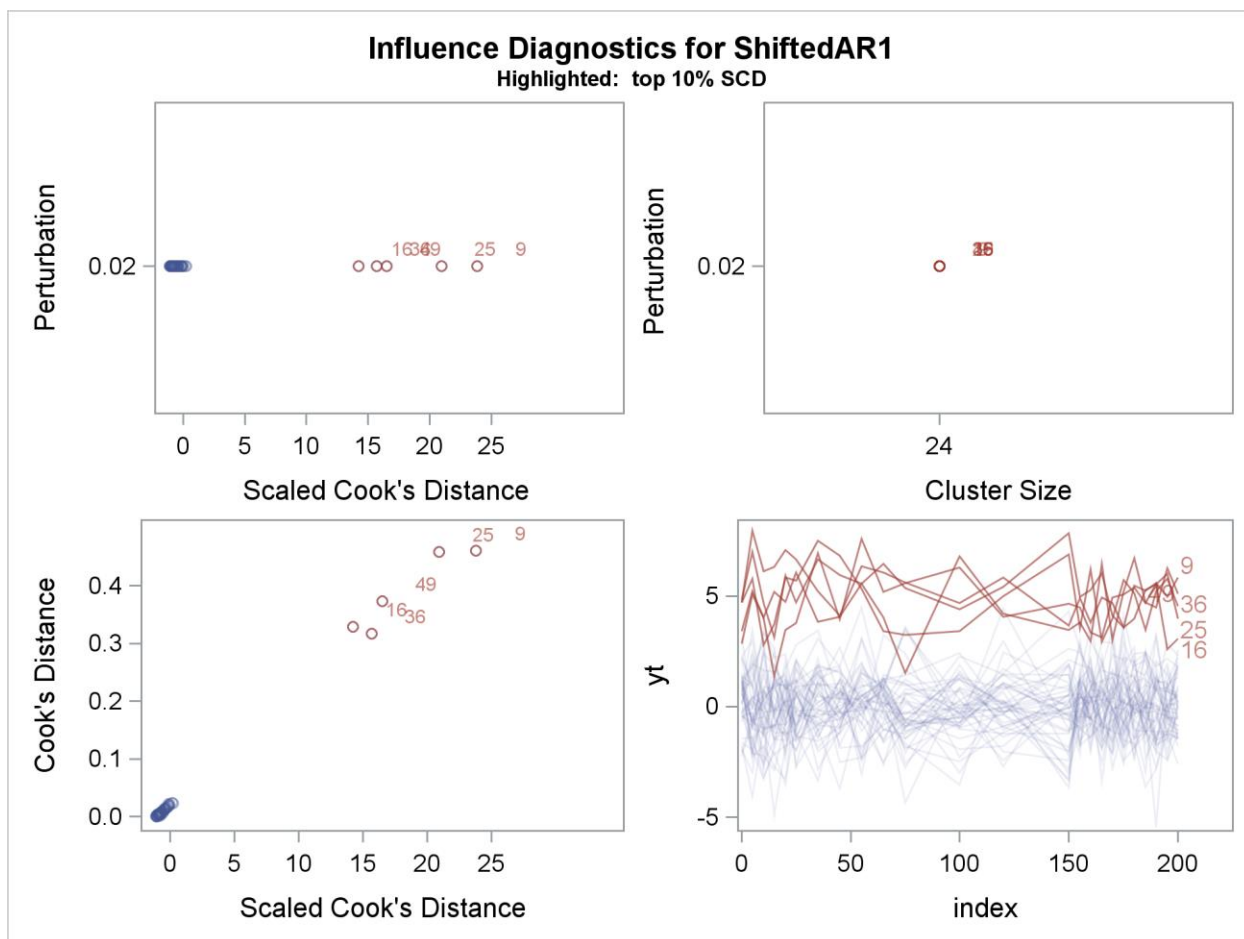 Influence Diagnostics for ShiftedAR1
Highlighted: top 10% SCD
Perturbation
0.02
16 36 49 25 9
0 5 10 15 20 25
Scaled Cook's Distance
Perturbation
0.02
24
Cluster Size
Cook's Distance
0.4
0.3
0.2
0.1
0.0
25 9
49
16 36
0 5 10 15 20 25
Scaled Cook's Distance
yt
5
0
-5
9
49
36
25
16
0 50 100 150 200
index